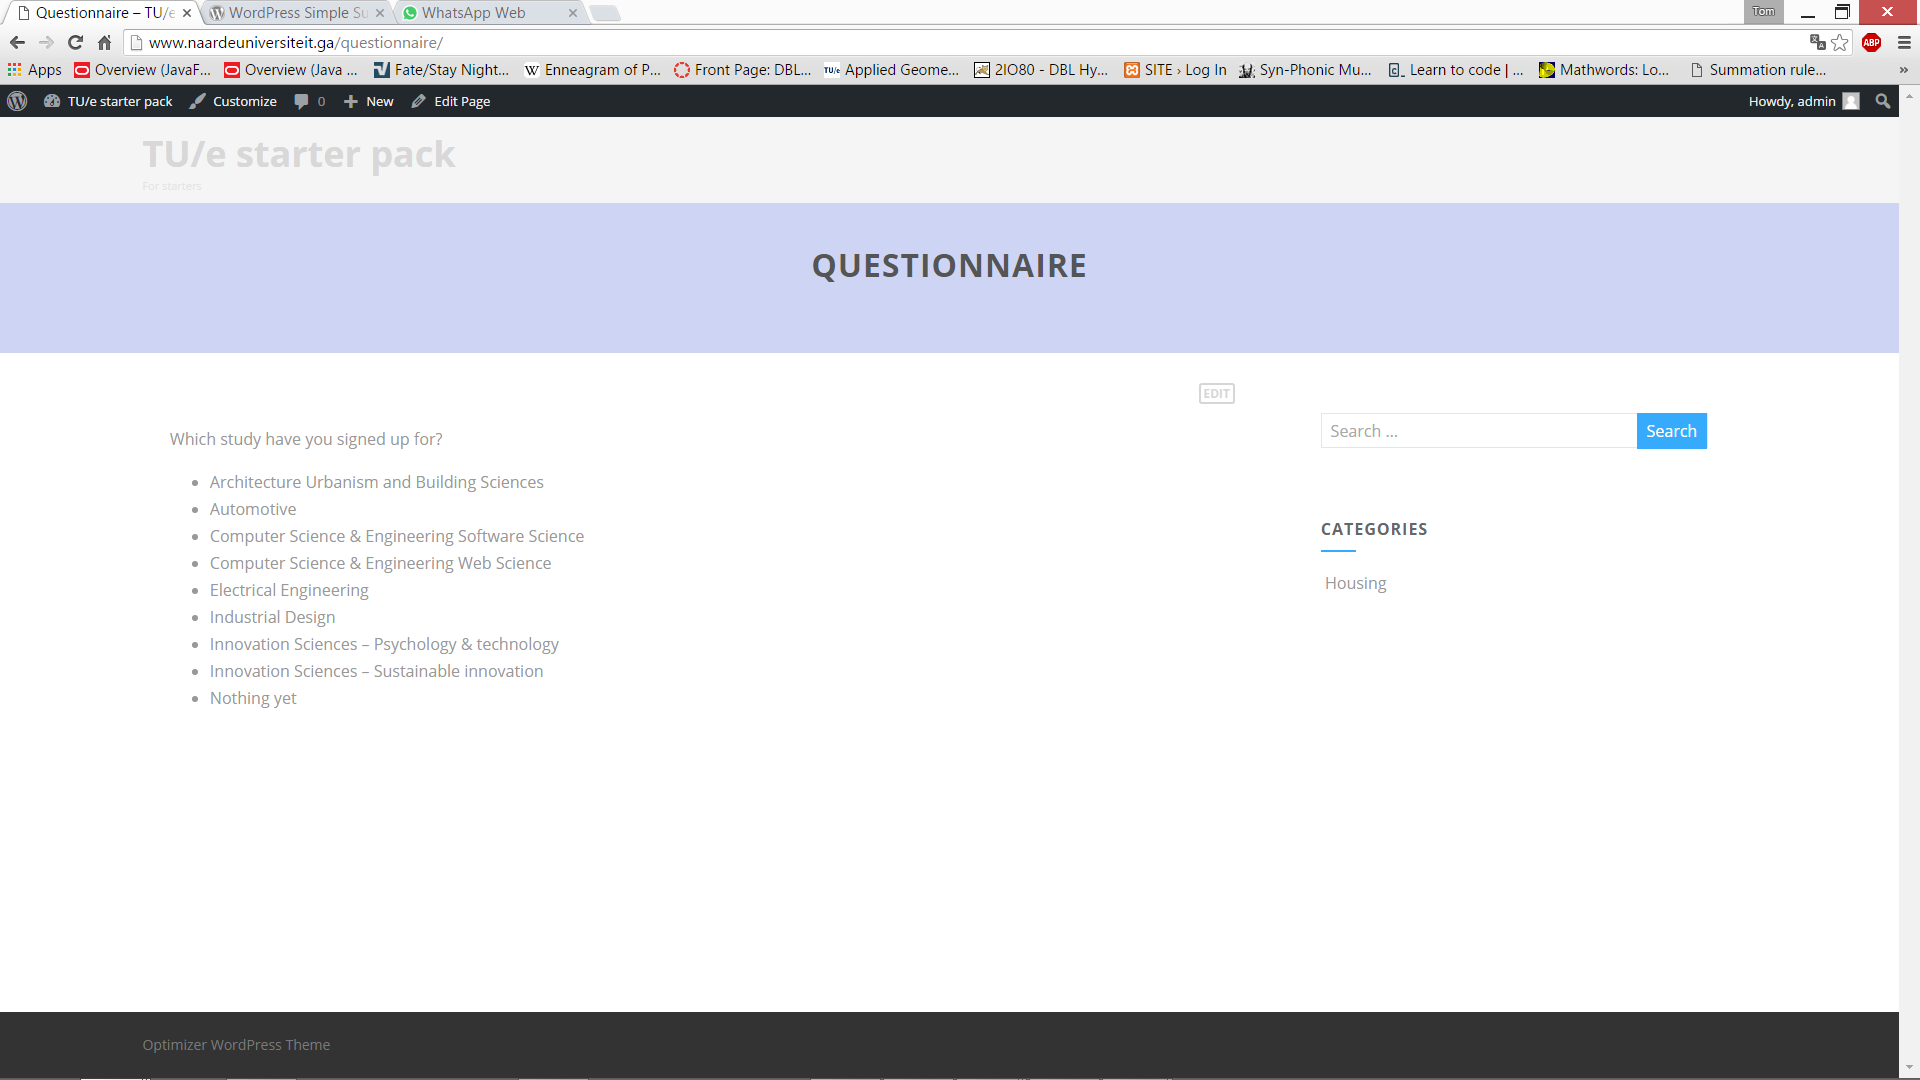 Questionnaire – TU/e
WordPress Simple Su
WhatsApp Web
Tom
www.naardeuniversiteit.ga/questionnaire/
ABP
Apps
Overview (JavaF...
Overview (Java ...
Fate/Stay Night...
W Enneagram of P...
Front Page: DBL...
TU/e Applied Geome...
2IO80 - DBL Hy...
SITE › Log In
Syn-Phonic Mu...
Learn to code | ...
Mathwords: Lo...
Summation rule...
»
TU/e starter pack
Customize
0
New
Edit Page
Howdy, admin
TU/e starter pack
For starters
QUESTIONNAIRE
EDIT
Which study have you signed up for?
Architecture Urbanism and Building Sciences
Automotive
Computer Science & Engineering Software Science
Computer Science & Engineering Web Science
Electrical Engineering
Industrial Design
Innovation Sciences – Psychology & technology
Innovation Sciences – Sustainable innovation
Nothing yet
Search ...
Search
CATEGORIES
Housing
Optimizer WordPress Theme